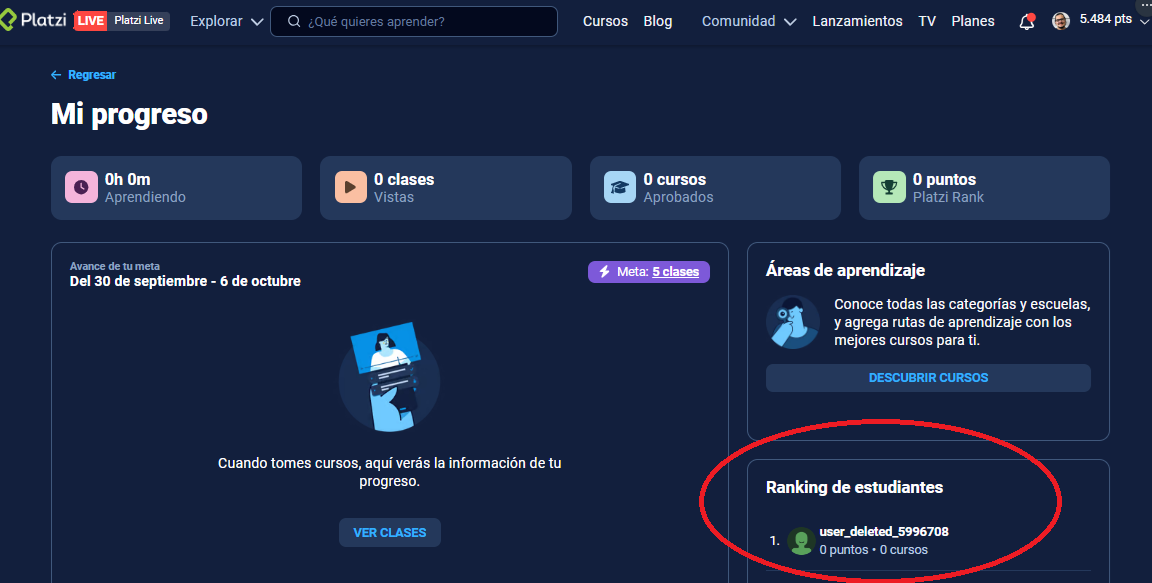 Platzi LIVE Platzi Live Explorar ¿Qué quieres aprender? Cursos Blog Comunidad Lanzamientos TV Planes 5.484 pts
← Regresar
Mi progreso
0h 0m
Aprendiendo
0 clases
Vistas
0 cursos
Aprobados
0 puntos
Platzi Rank
Avance de tu meta
Del 30 de septiembre - 6 de octubre
Meta: 5 clases
Cuando tomes cursos, aquí verás la información de tu
progreso.
VER CLASES
Áreas de aprendizaje
Conoce todas las categorías y escuelas,
y agrega rutas de aprendizaje con los
mejores cursos para ti.
DESCUBRIR CURSOS
Ranking de estudiantes
1. user_deleted_5996708
0 puntos • 0 cursos